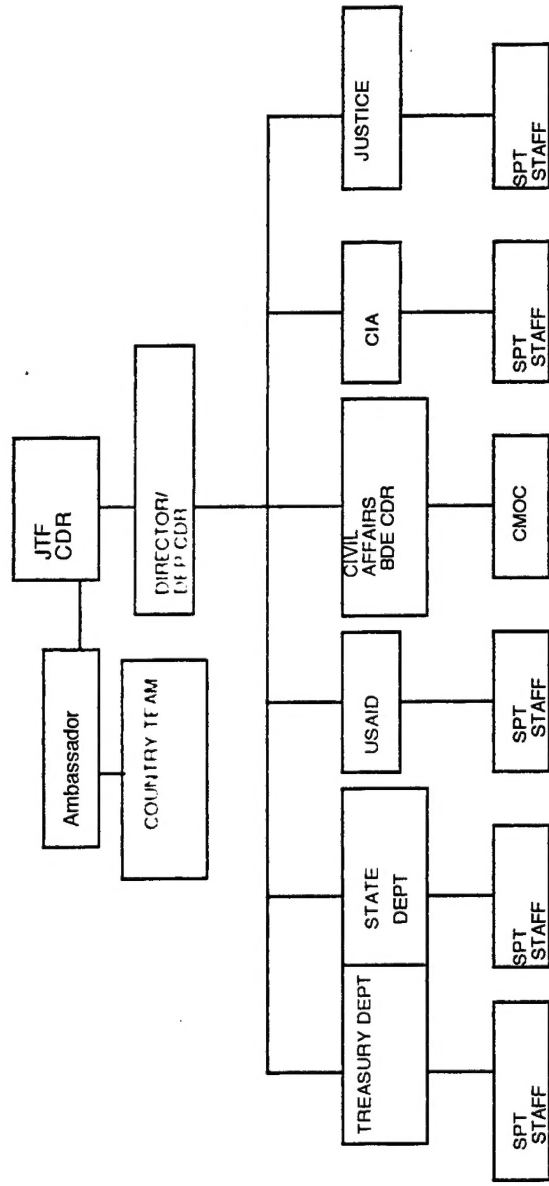 JTF
CDR
Ambassador
COUNTRY TEAM
DIRECTOR/
DEP CDR
TREASURY DEPT
STATE
DEPT
USAID
CIVIL
AFFAIRS
BDE CDR
CIA
JUSTICE
SPT
STAFF
SPT
STAFF
SPT
STAFF
CMOC
SPT
STAFF
SPT
STAFF